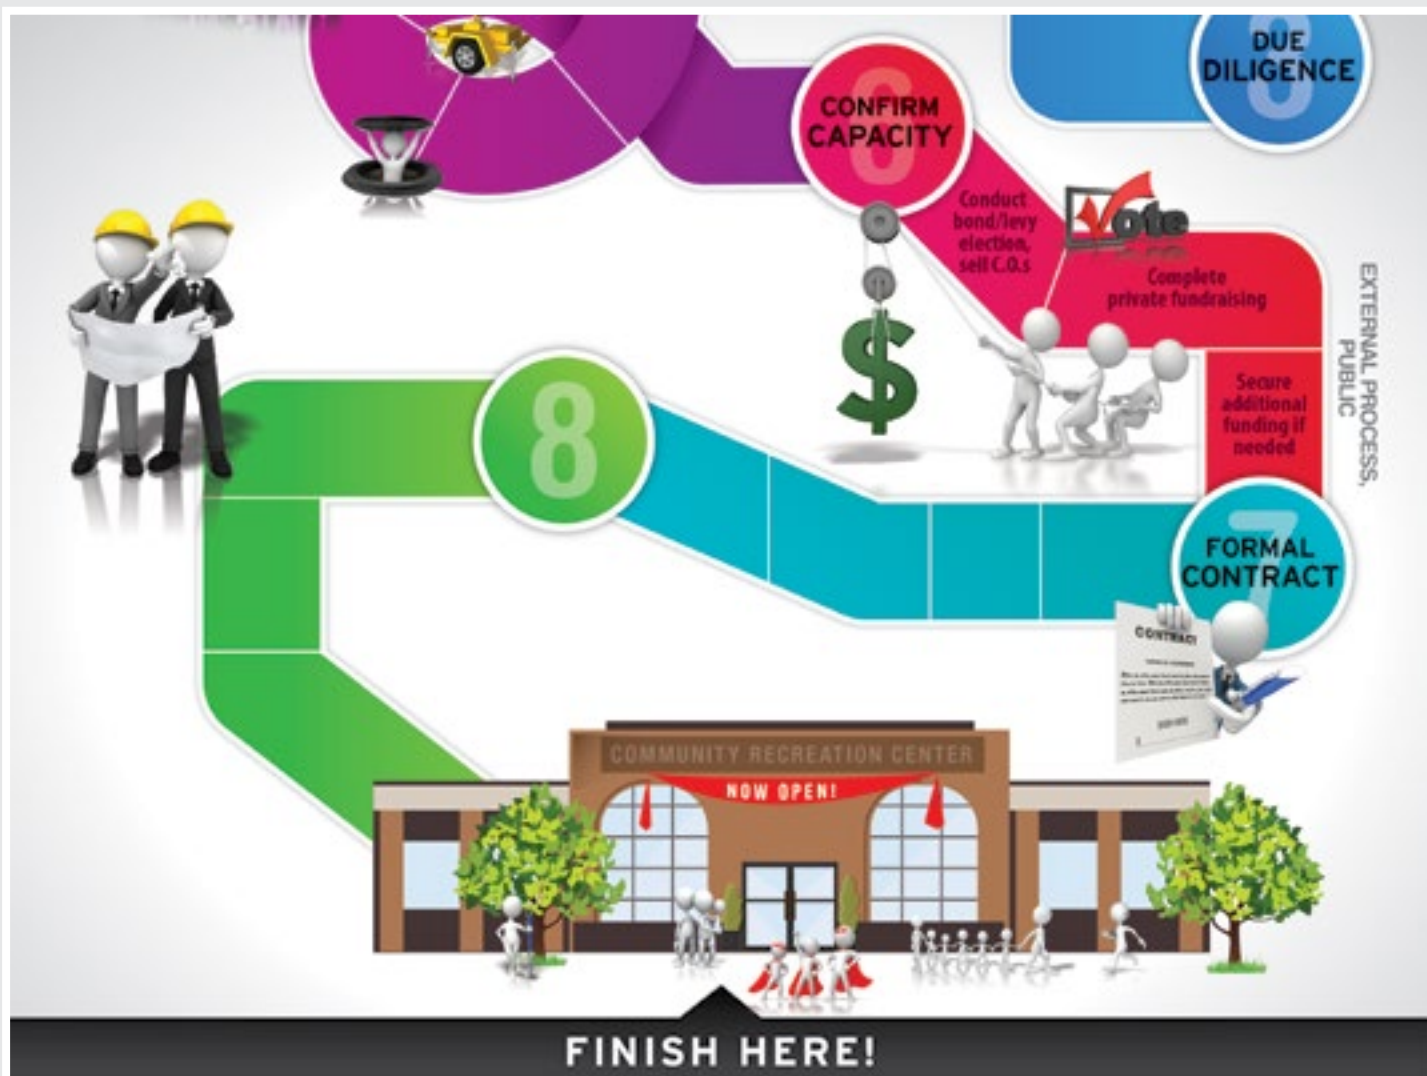 DUE
DILIGENCE
6
CONFIRM
CAPACITY
Conduct
bond/levy
election,
sell C.O.s
Vote
Complete
private fundraising
Secure
additional
funding if
needed
EXTERNAL PROCESS,
PUBLIC
8
7
FORMAL
CONTRACT
CONTRACT
COMMUNITY RECREATION CENTER
NOW OPEN!
FINISH HERE!